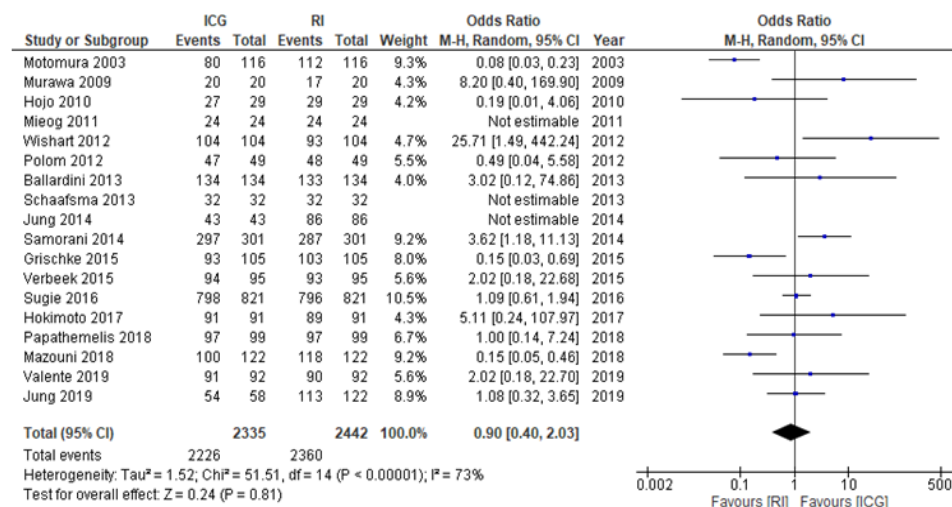 ICG RI Odds Ratio Odds Ratio
Study or Subgroup Events Total Events Total Weight M-H, Random, 95% CI Year M-H, Random, 95% CI
Motomura 2003 80 116 112 116 9.3% 0.08 [0.03, 0.23] 2003
Murawa 2009 20 20 17 20 4.3% 8.20 [0.40, 169.90] 2009
Hojo 2010 27 29 29 29 4.2% 0.19 [0.01, 4.06] 2010
Mieog 2011 24 24 24 24 Not estimable 2011
Wishart 2012 104 104 93 104 4.7% 25.71 [1.49, 442.24] 2012
Polom 2012 47 49 48 49 5.5% 0.49 [0.04, 5.58] 2012
Ballardini 2013 134 134 133 134 4.0% 3.02 [0.12, 74.86] 2013
Schaafsma 2013 32 32 32 32 Not estimable 2013
Jung 2014 43 43 86 86 Not estimable 2014
Samorani 2014 297 301 287 301 9.2% 3.62 [1.18, 11.13] 2014
Grischke 2015 93 105 103 105 8.0% 0.15 [0.03, 0.69] 2015
Verbeek 2015 94 95 93 95 5.6% 2.02 [0.18, 22.68] 2015
Sugie 2016 798 821 796 821 10.5% 1.09 [0.61, 1.94] 2016
Hokimoto 2017 91 91 89 91 4.3% 5.11 [0.24, 107.97] 2017
Papathemelis 2018 97 99 97 99 6.7% 1.00 [0.14, 7.24] 2018
Mazouni 2018 100 122 118 122 9.2% 0.15 [0.05, 0.46] 2018
Valente 2019 91 92 90 92 5.6% 2.02 [0.18, 22.70] 2019
Jung 2019 54 58 113 122 8.9% 1.08 [0.32, 3.65] 2019
Total (95% CI) 2335 2442 100.0% 0.90 [0.40, 2.03]
Total events 2226 2360
Heterogeneity: Tau² = 1.52; Chi² = 51.51, df = 14 (P < 0.00001); I² = 73%
Test for overall effect: Z = 0.24 (P = 0.81)
0.002 0.1 1 10 500
Favours [RI] Favours [ICG]